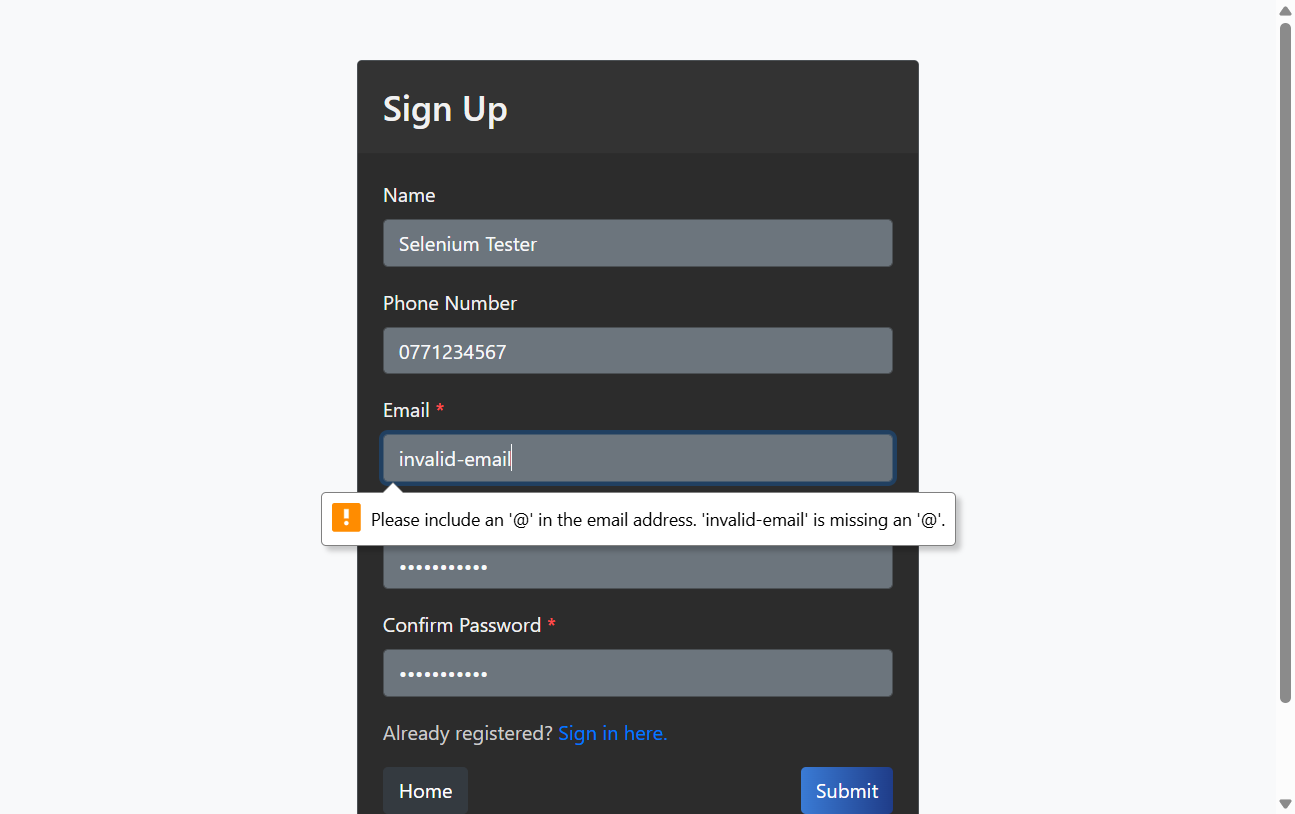 Sign Up
Name
Selenium Tester
Phone Number
0771234567
Email *
invalid-email
Please include an '@' in the email address. 'invalid-email' is missing an '@'.
•••••••••••
Confirm Password *
•••••••••••
Already registered? Sign in here.
Home Submit